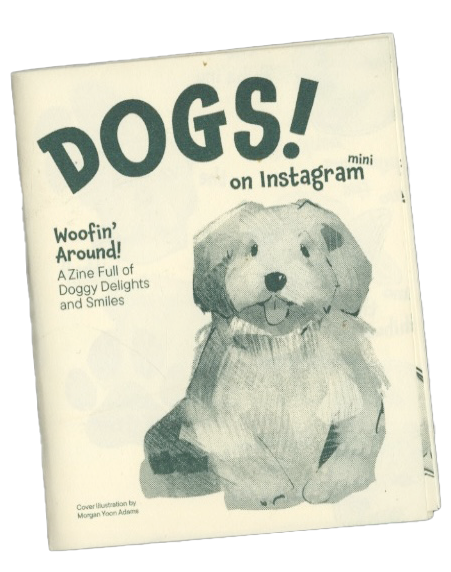 DOGS!
on Instagram mini
Woofin'
Around!
A Zine Full of
Doggy Delights
and Smiles
Cover Illustration by
Morgan Yoon Adams